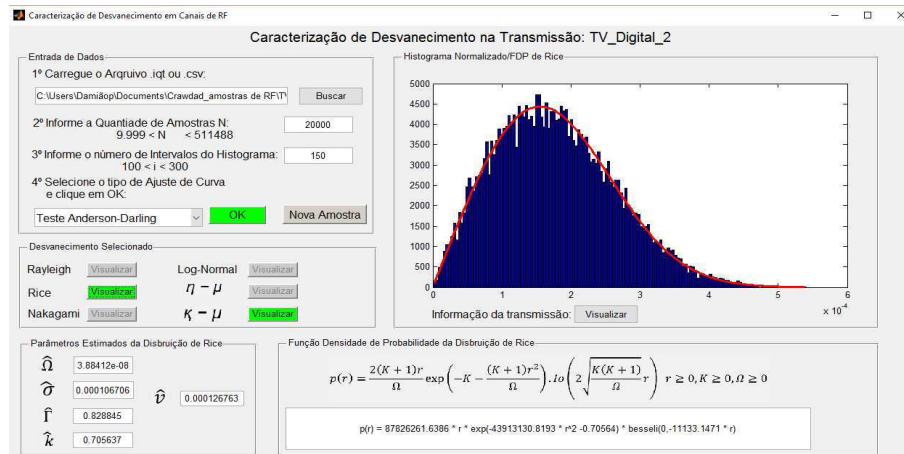 Caracterização de Desvanecimento em Canais de RF
Caracterização de Desvanecimento na Transmissão: TV_Digital_2
Entrada de Dados
1º Carregue o Arqruivo .iqt ou .csv:
C:\Users\Damiãop\Documents\Crawdad_amostras de RF\T\
Buscar
2º Informe a Quantiade de Amostras N:
9.999 < N < 511488
20000
3º Informe o número de Intervalos do Histograma:
100 < i < 300
150
4º Selecione o tipo de Ajuste de Curva
e clique em OK:
Teste Anderson-Darling
OK
Nova Amostra
Desvanecimento Selecionado
Rayleigh Visualizar Log-Normal Visualizar
Rice Visualizar η − μ Visualizar
Nakagami Visualizar κ − μ Visualizar
Histograma Normalizado/FDP de Rice
5000
4500
4000
3500
3000
2500
2000
1500
1000
500
0
0 1 2 3 4 5 6
x 10⁻⁴
Informação da transmissão: Visualizar
Parâmetros Estimados da Disbruição de Rice
Ω̂ 3.88412e-08
σ̂ 0.000106706
υ̂ 0.000126763
Γ̂ 0.828845
k̂ 0.705637
Função Densidade de Probabilidade da Disbruição de Rice
p(r) = 2(K + 1)r / Ω exp(−K − (K + 1)r² / Ω) .Io(2 √(K(K + 1) / Ω) r) r ≥ 0, K ≥ 0, Ω ≥ 0
p(r) = 87826261.6386 * r * exp(-43913130.8193 * r^2 -0.70564) * besseli(0,-11133.1471 * r)